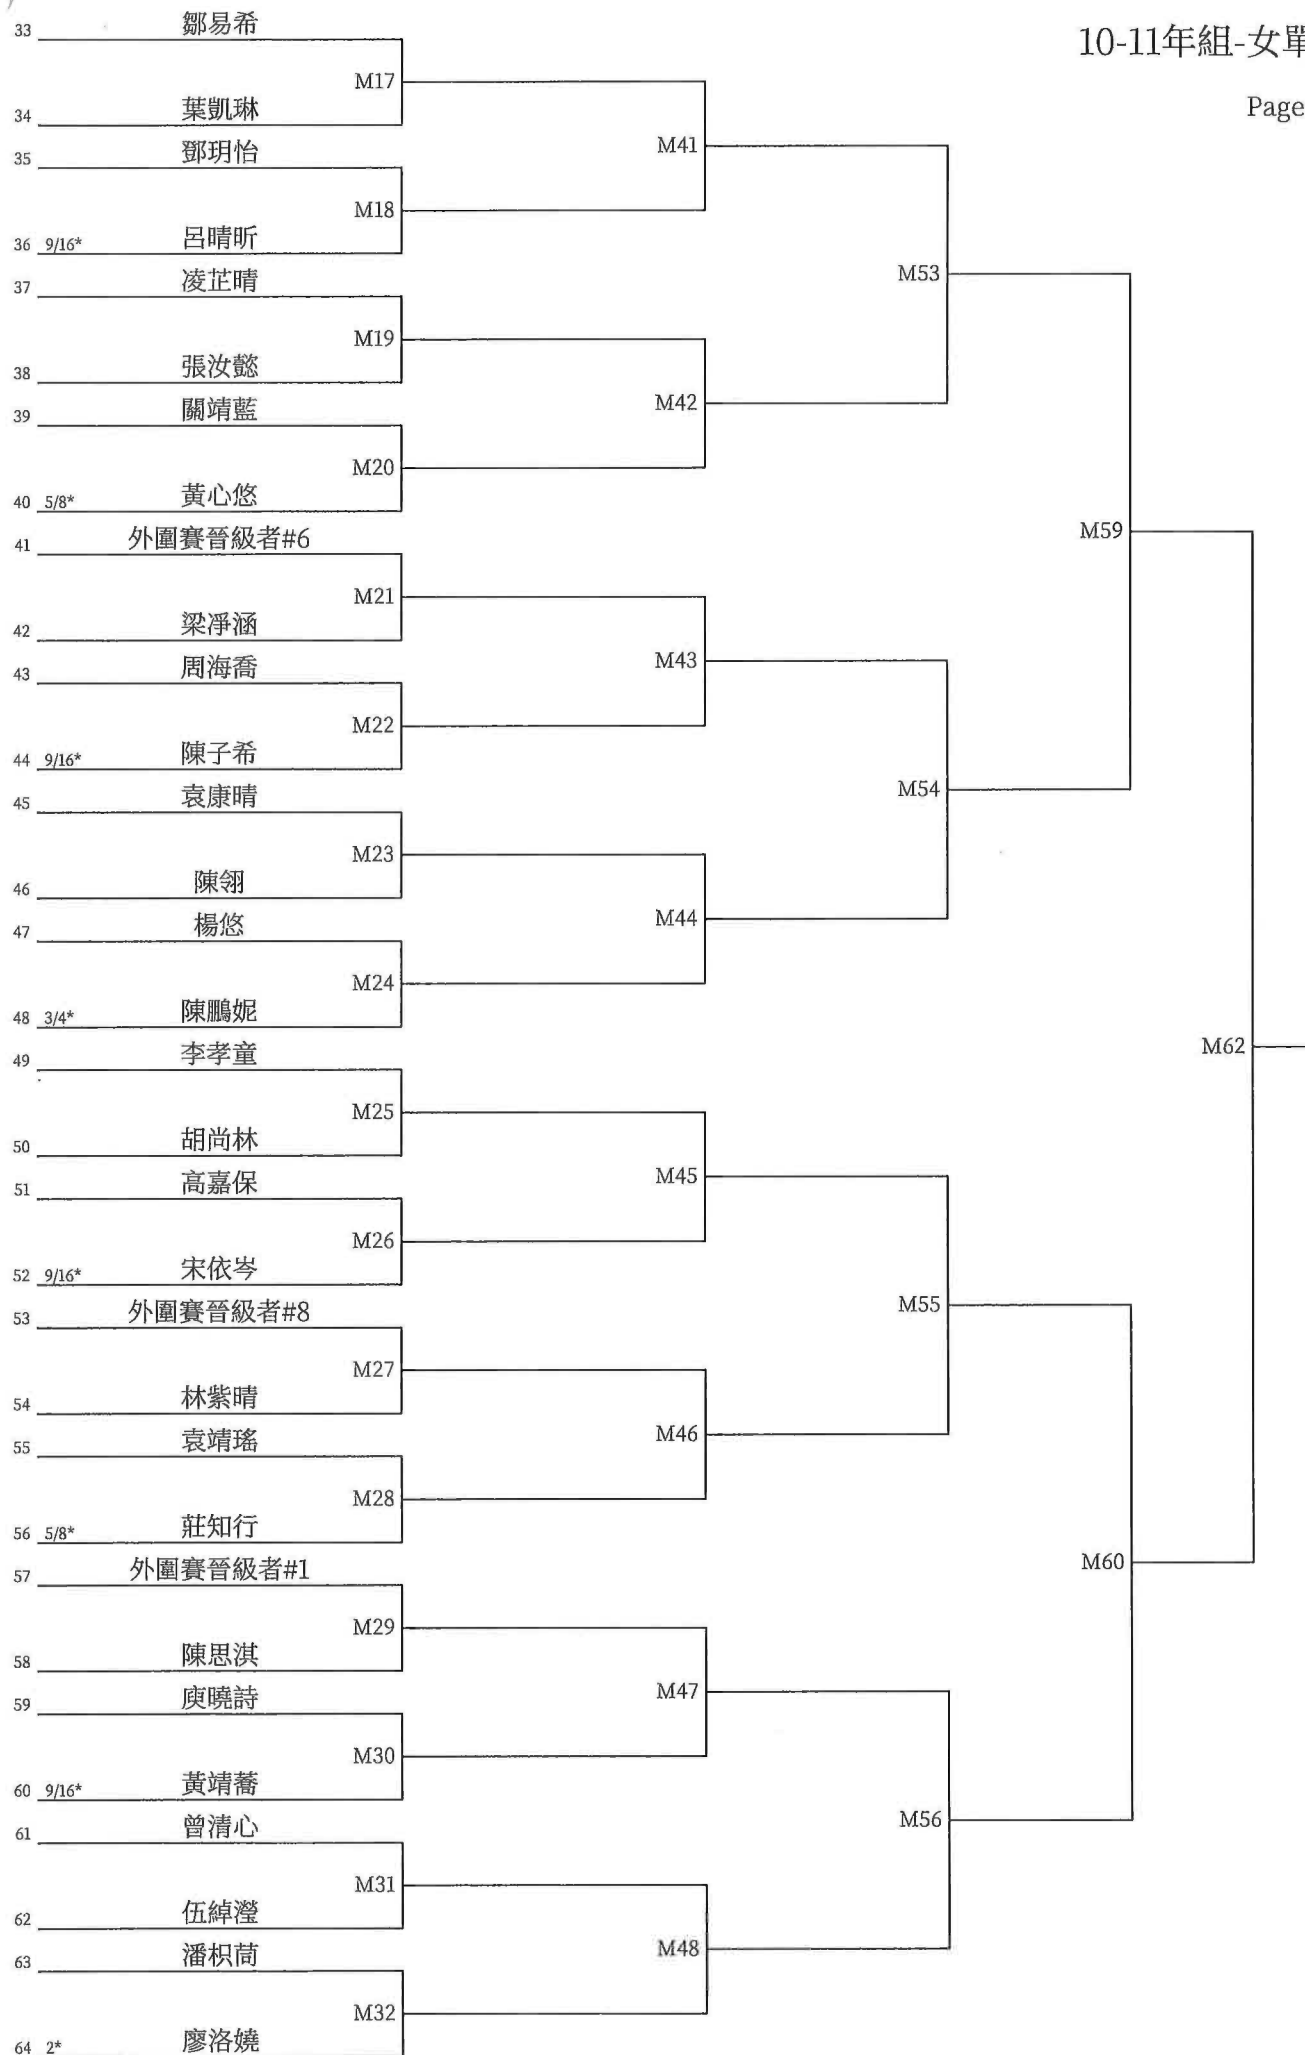 10-11年組-女單
Page
33 鄒易希
M17
34 葉凱琳
M41
35 鄧玥怡
M18
36 9/16* 呂晴昕
M53
37 凌芷晴
M19
38 張汝懿
M42
39 關靖藍
M20
40 5/8* 黃心悠
M59
41 外圍賽晉級者#6
M21
42 梁凈涵
M43
43 周海喬
M22
44 9/16* 陳子希
M54
45 袁康晴
M23
46 陳翎
M44
47 楊悠
M24
48 3/4* 陳鵬妮
M62
49 李孝童
M25
50 胡尚林
M45
51 高嘉保
M26
52 9/16* 宋依岑
M55
53 外圍賽晉級者#8
M27
54 林紫晴
M46
55 袁靖瑤
M28
56 5/8* 莊知行
M60
57 外圍賽晉級者#1
M29
58 陳思淇
M47
59 庾曉詩
M30
60 9/16* 黃靖蕎
M56
61 曾清心
M31
62 伍綽瀅
M48
63 潘枳茼
M32
64 2* 廖洛嬈